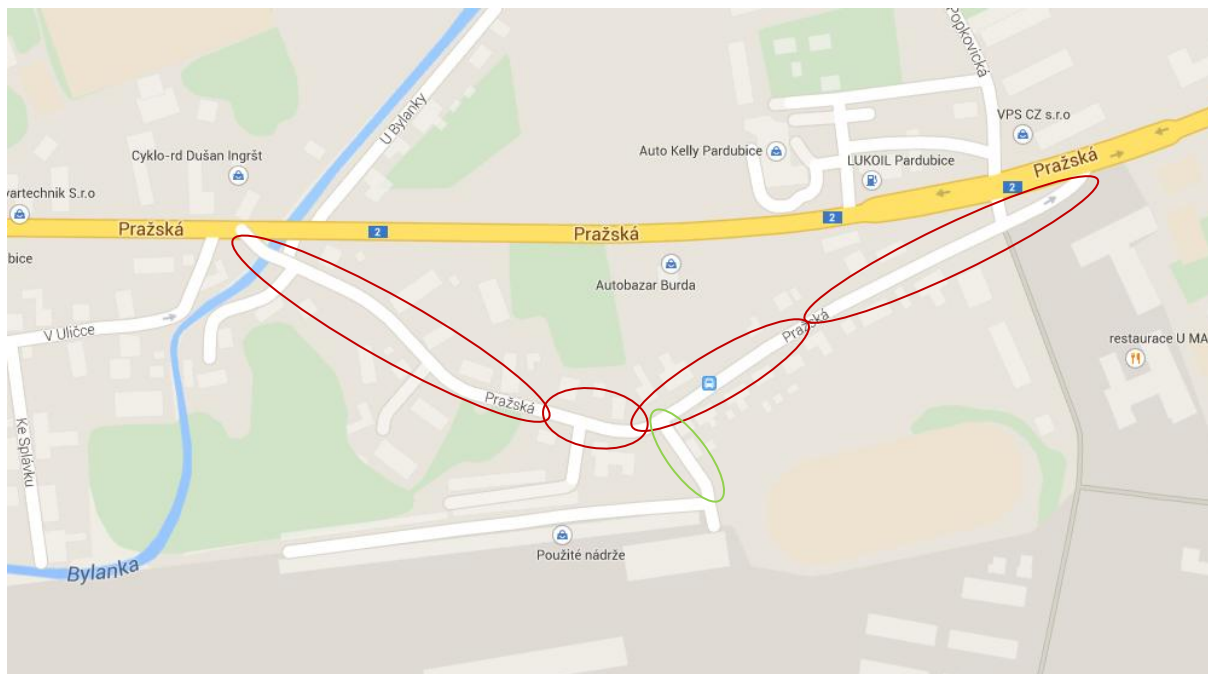 Popkovická
VPS CZ s.r.o
U Bylanky
Cyklo-rd Dušan Ingršt
Auto Kelly Pardubice
LUKOIL Pardubice
Pražská
vartechnik S.r.o
2
Pražská
2
Pražská
2
bice
Autobazar Burda
V Uličce
Pražská
restaurace U MA
Pražská
Ke Splávku
Použité nádrže
Bylanka